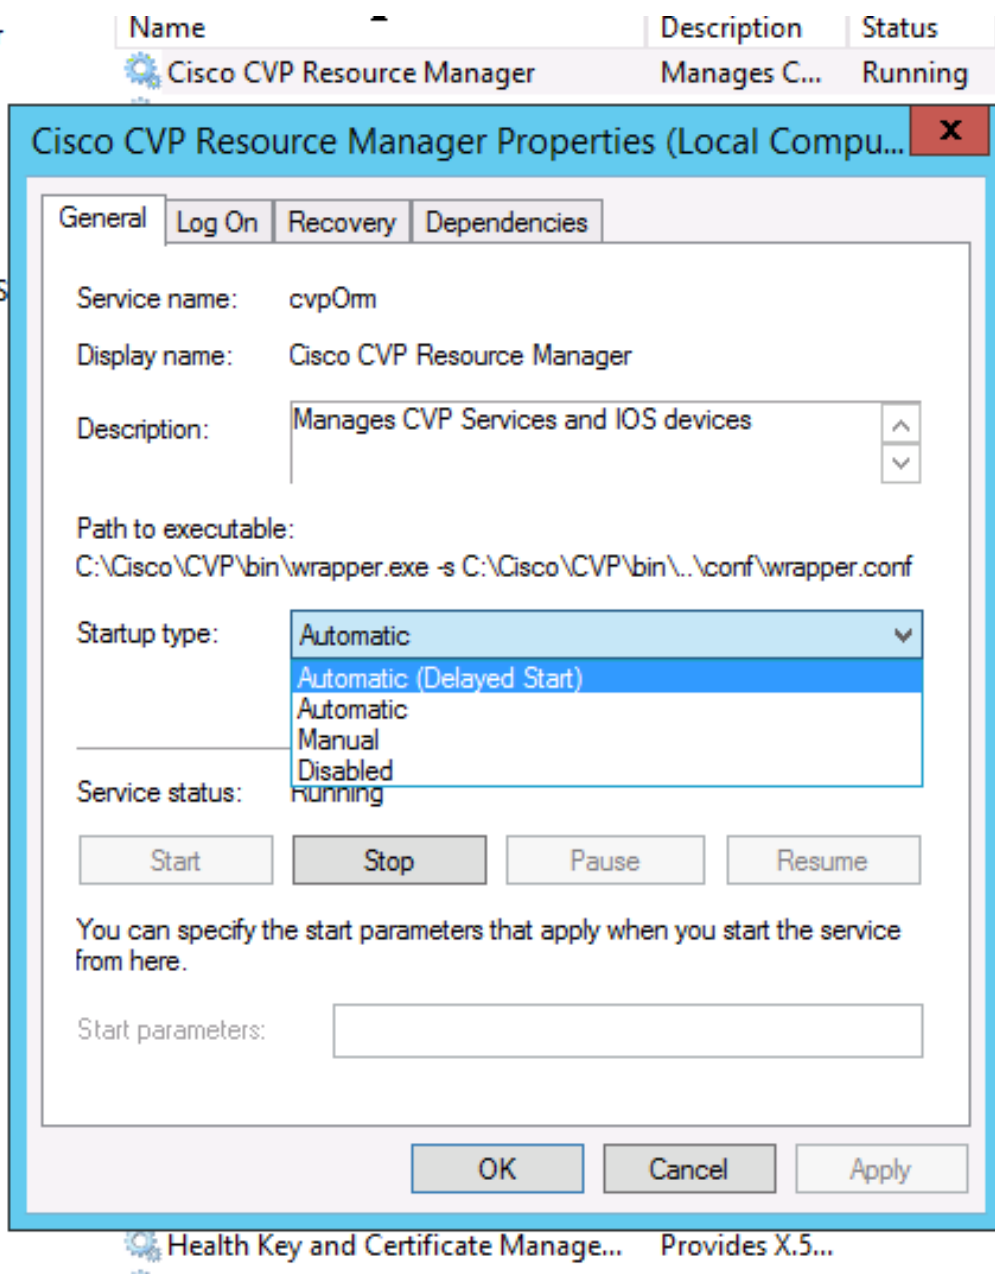 Name Description Status
Cisco CVP Resource Manager Manages C... Running
Cisco CVP Resource Manager Properties (Local Compu... x
General Log On Recovery Dependencies
Service name: cvpOrm
Display name: Cisco CVP Resource Manager
Description: Manages CVP Services and IOS devices
Path to executable:
C:\Cisco\CVP\bin\wrapper.exe -s C:\Cisco\CVP\bin\..\conf\wrapper.conf
Startup type: Automatic
Automatic (Delayed Start)
Automatic
Manual
Disabled
Service status: Running
Start Stop Pause Resume
You can specify the start parameters that apply when you start the service
from here.
Start parameters:
OK Cancel Apply
Health Key and Certificate Manage... Provides X.5...